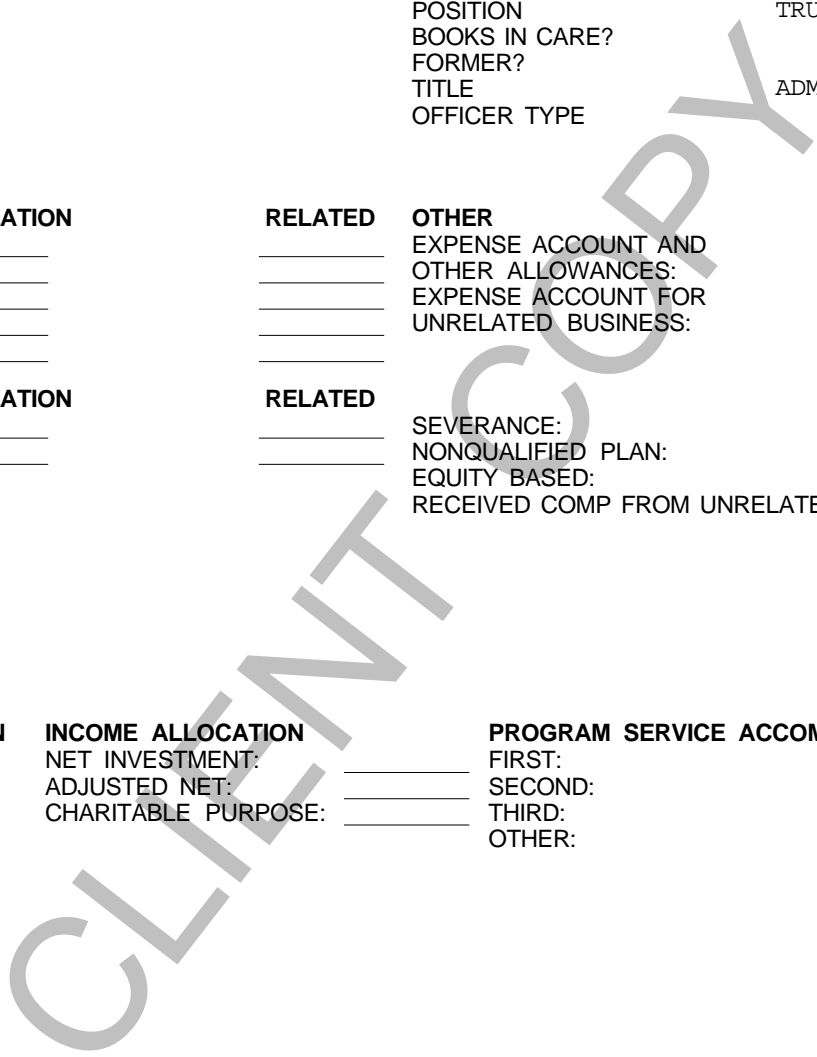 POSITION TRU
BOOKS IN CARE?
FORMER?
TITLE ADM
OFFICER TYPE
ATION RELATED OTHER
EXPENSE ACCOUNT AND
OTHER ALLOWANCES:
EXPENSE ACCOUNT FOR
UNRELATED BUSINESS:
ATION RELATED
SEVERANCE:
NONQUALIFIED PLAN:
EQUITY BASED:
RECEIVED COMP FROM UNRELATE
INCOME ALLOCATION PROGRAM SERVICE ACCOM
NET INVESTMENT: FIRST:
ADJUSTED NET: SECOND:
CHARITABLE PURPOSE: THIRD:
OTHER:
CLIENT COPY